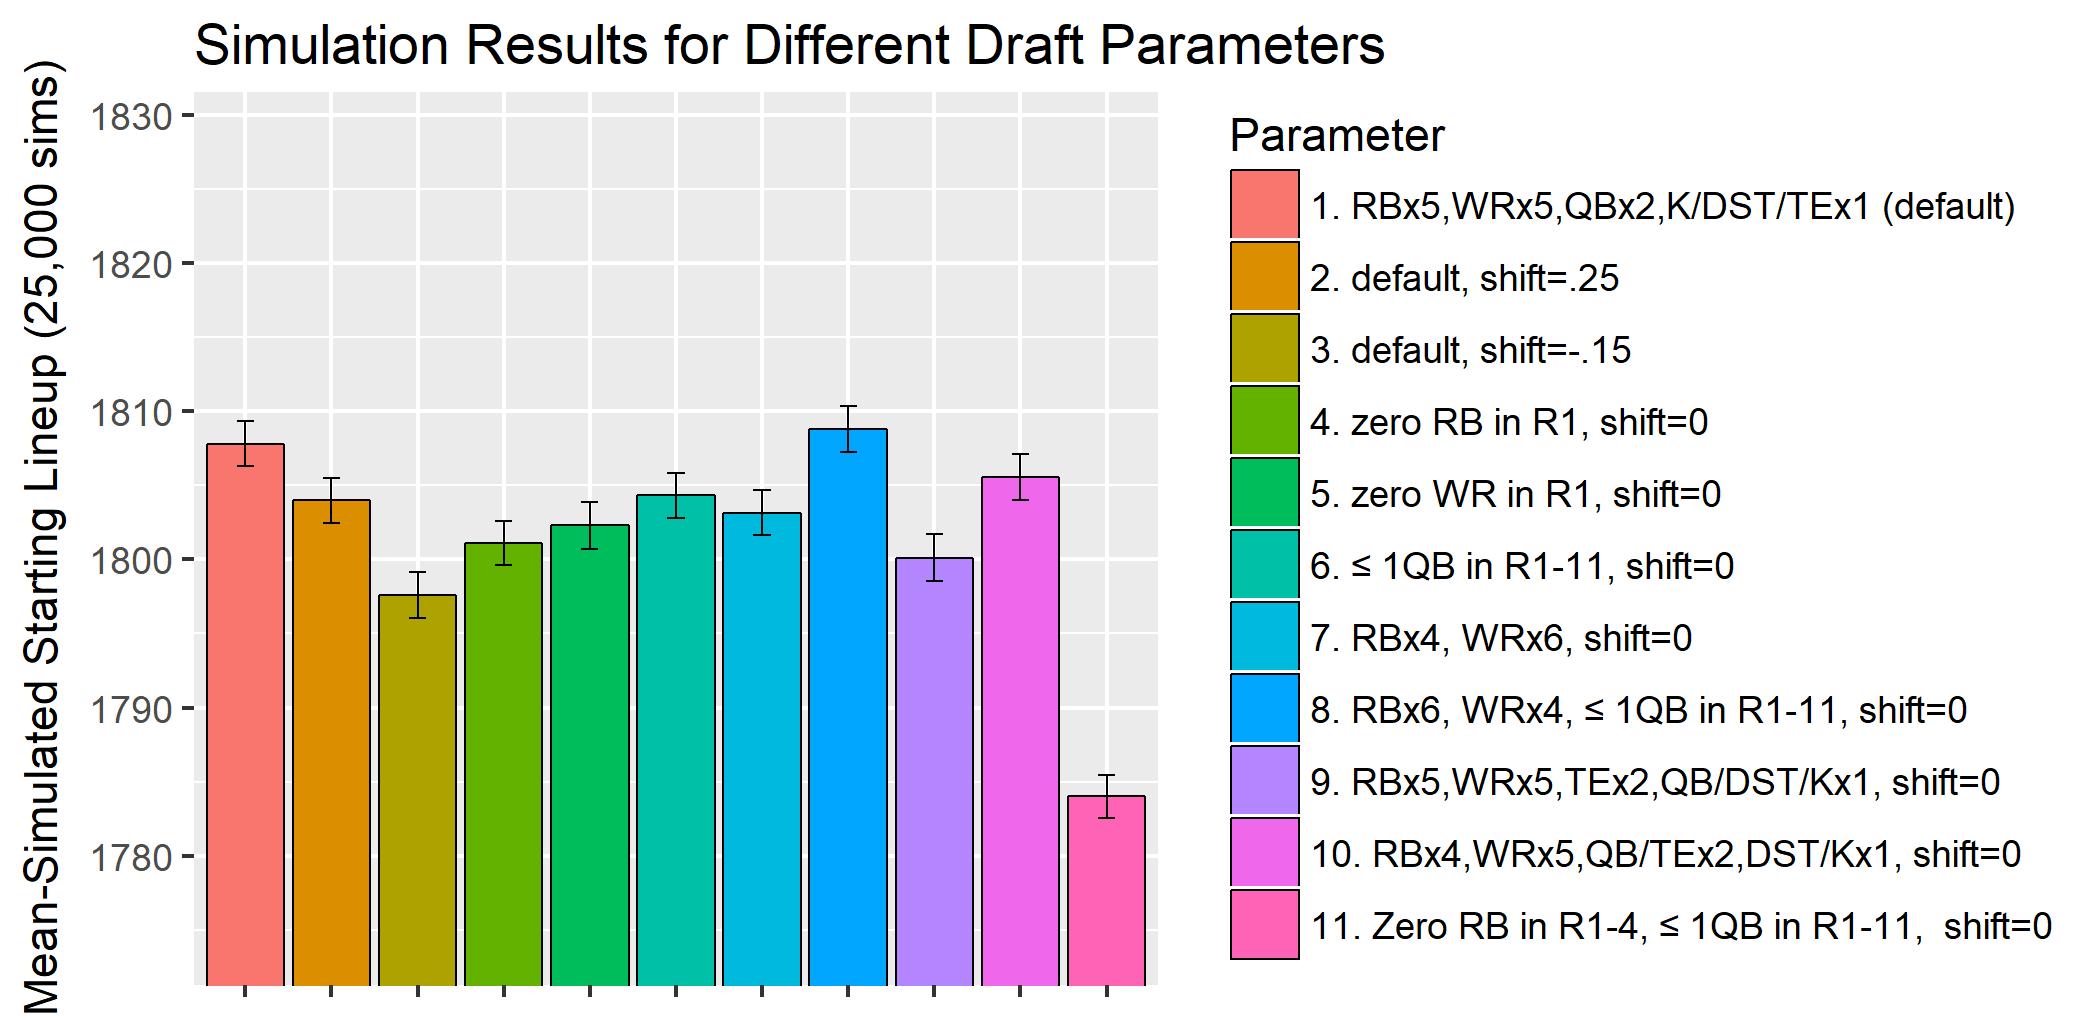 Simulation Results for Different Draft Parameters
Mean-Simulated Starting Lineup (25,000 sims)
1830
1820
1810
1800
1790
1780
Parameter
1. RBx5,WRx5,QBx2,K/DST/TEx1 (default)
2. default, shift=.25
3. default, shift=-.15
4. zero RB in R1, shift=0
5. zero WR in R1, shift=0
6. ≤ 1QB in R1-11, shift=0
7. RBx4, WRx6, shift=0
8. RBx6, WRx4, ≤ 1QB in R1-11, shift=0
9. RBx5,WRx5,TEx2,QB/DST/Kx1, shift=0
10. RBx4,WRx5,QB/TEx2,DST/Kx1, shift=0
11. Zero RB in R1-4, ≤ 1QB in R1-11,  shift=0